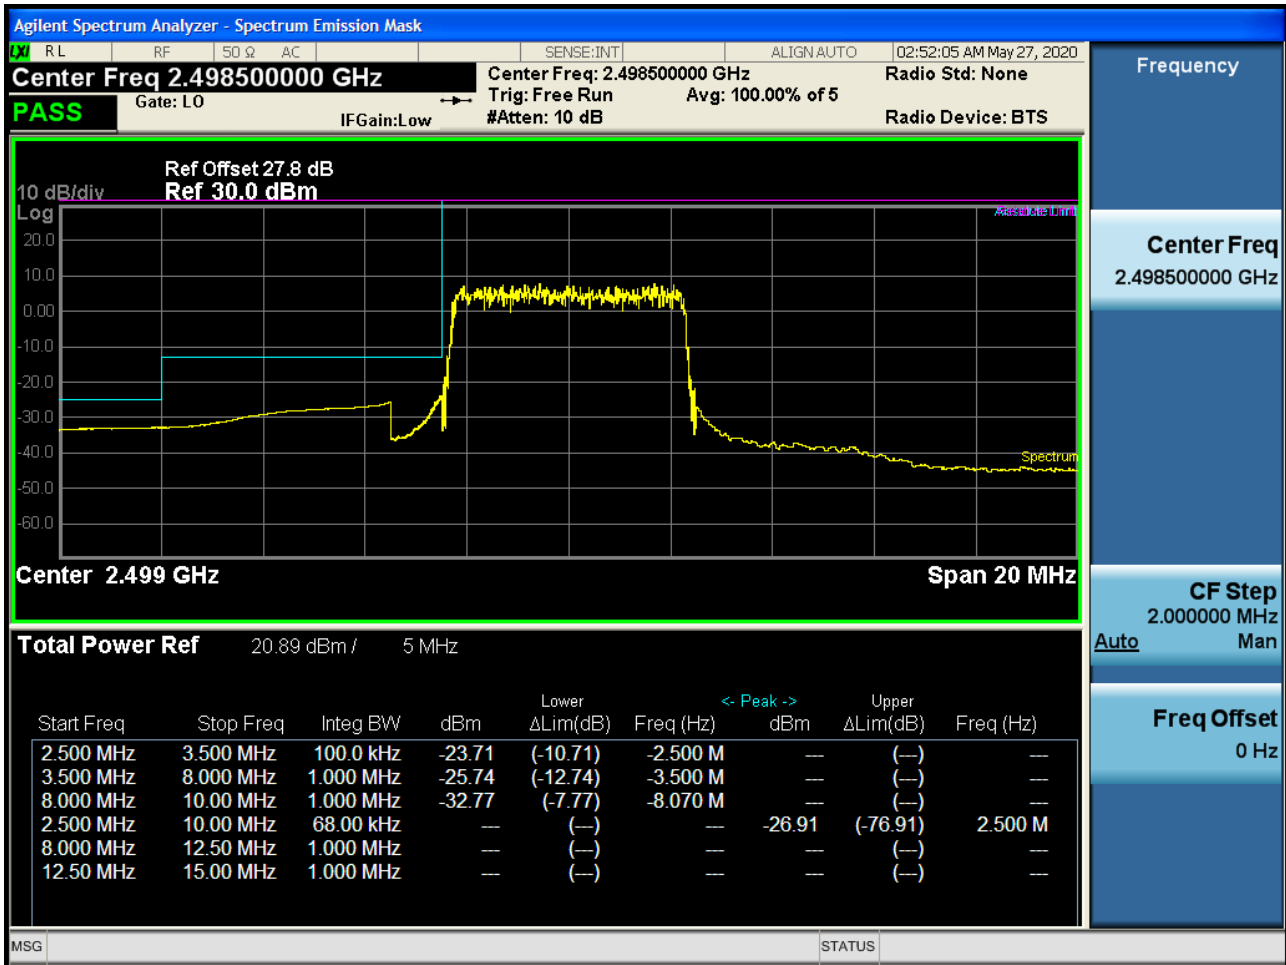 Agilent Spectrum Analyzer - Spectrum Emission Mask
LXI RL RF 50 Ω AC SENSE:INT ALIGN AUTO 02:52:05 AM May 27, 2020
Center Freq 2.498500000 GHz
Center Freq: 2.498500000 GHz Radio Std: None
PASS Gate: LO Trig: Free Run Avg: 100.00% of 5
IFGain:Low #Atten: 10 dB Radio Device: BTS
Ref Offset 27.8 dB
10 dB/div Ref 30.0 dBm
Log
Absolute Limit
20.0
10.0
0.00
-10.0
-20.0
-30.0
-40.0
Spectrum
-50.0
-60.0
Center 2.499 GHz Span 20 MHz
Total Power Ref 20.89 dBm / 5 MHz
Lower <- Peak -> Upper
Start Freq Stop Freq Integ BW dBm ΔLim(dB) Freq (Hz) dBm ΔLim(dB) Freq (Hz)
2.500 MHz 3.500 MHz 100.0 kHz -23.71 (-10.71) -2.500 M --- (---) ---
3.500 MHz 8.000 MHz 1.000 MHz -25.74 (-12.74) -3.500 M --- (---) ---
8.000 MHz 10.00 MHz 1.000 MHz -32.77 (-7.77) -8.070 M --- (---) ---
2.500 MHz 10.00 MHz 68.00 kHz --- (---) --- -26.91 (-76.91) 2.500 M
8.000 MHz 12.50 MHz 1.000 MHz --- (---) --- --- (---) ---
12.50 MHz 15.00 MHz 1.000 MHz --- (---) --- --- (---) ---
MSG STATUS
Frequency
Center Freq
2.498500000 GHz
CF Step
2.000000 MHz
Auto Man
Freq Offset
0 Hz